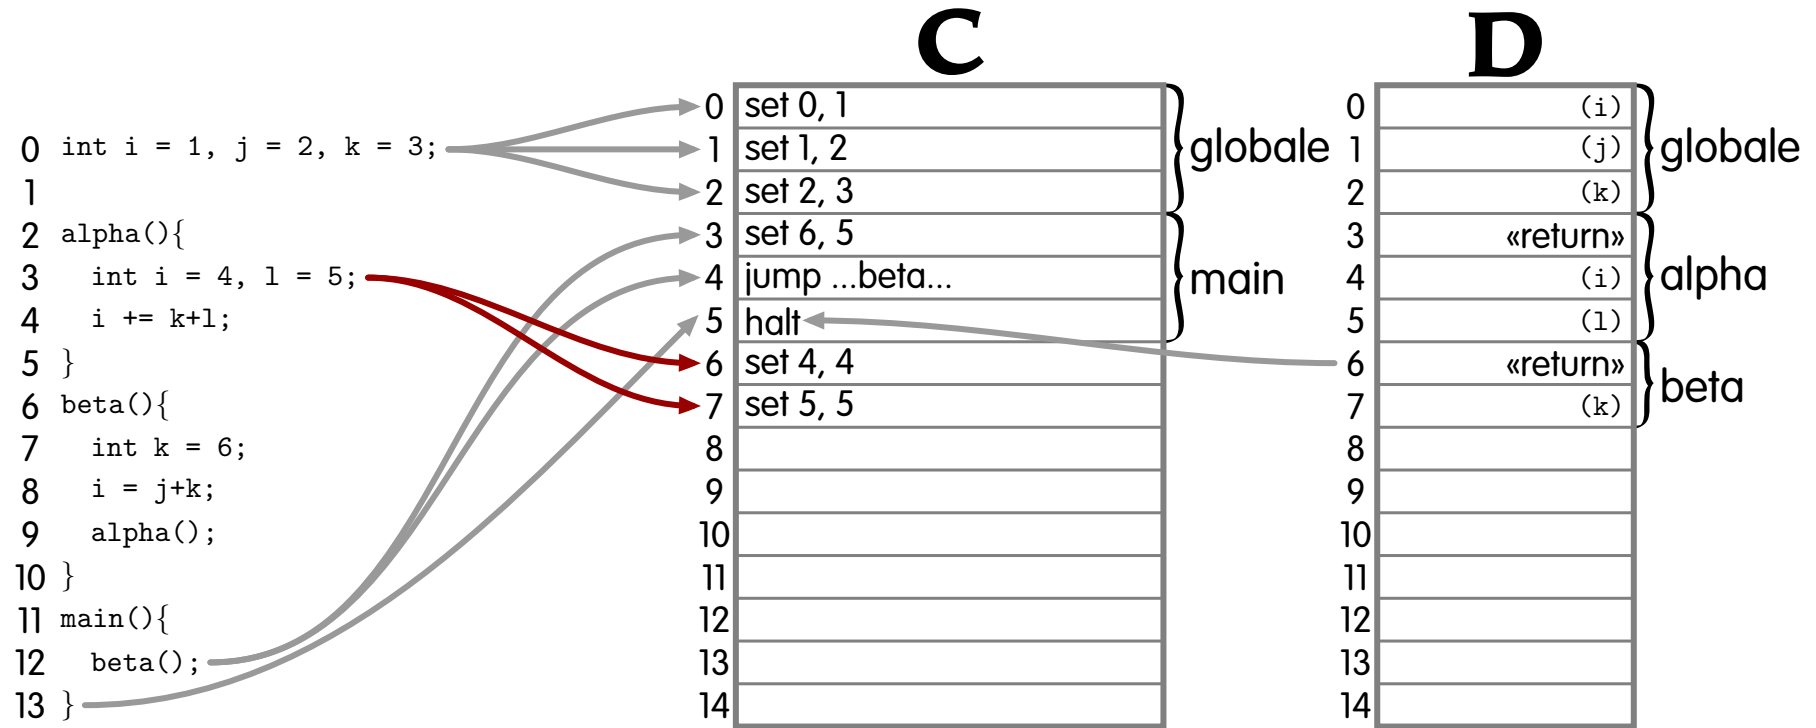 C D
0 int i = 1, j = 2, k = 3;
1
2 alpha(){
3 int i = 4, l = 5;
4 i += k+l;
5 }
6 beta(){
7 int k = 6;
8 i = j+k;
9 alpha();
10 }
11 main(){
12 beta();
13 }
0 set 0, 1
1 set 1, 2
2 set 2, 3
globale
3 set 6, 5
4 jump ...beta...
5 halt
main
6 set 4, 4
7 set 5, 5
8
9
10
11
12
13
14
0 (i)
1 (j)
2 (k)
globale
3 «return»
4 (i)
5 (l)
alpha
6 «return»
7 (k)
beta
8
9
10
11
12
13
14